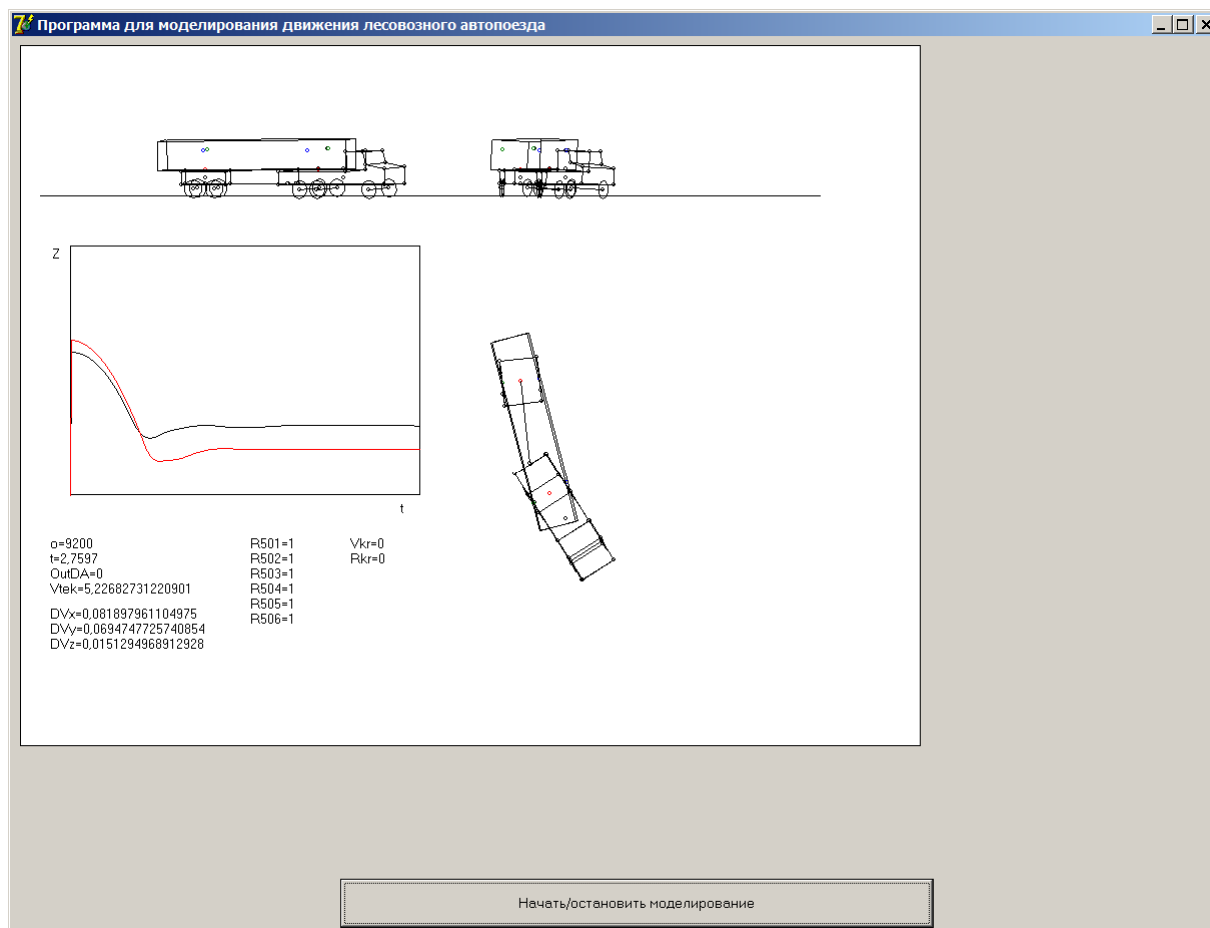 Программа для моделирования движения лесовозного автопоезда
Z
t
o=9200
t=2,7597
OutDA=0
Vtek=5,22682731220901
DVx=0,081897961104975
DVy=0,0694747725740854
DVz=0,0151294968912928
R501=1
R502=1
R503=1
R504=1
R505=1
R506=1
Vkr=0
Rkr=0
Начать/остановить моделирование